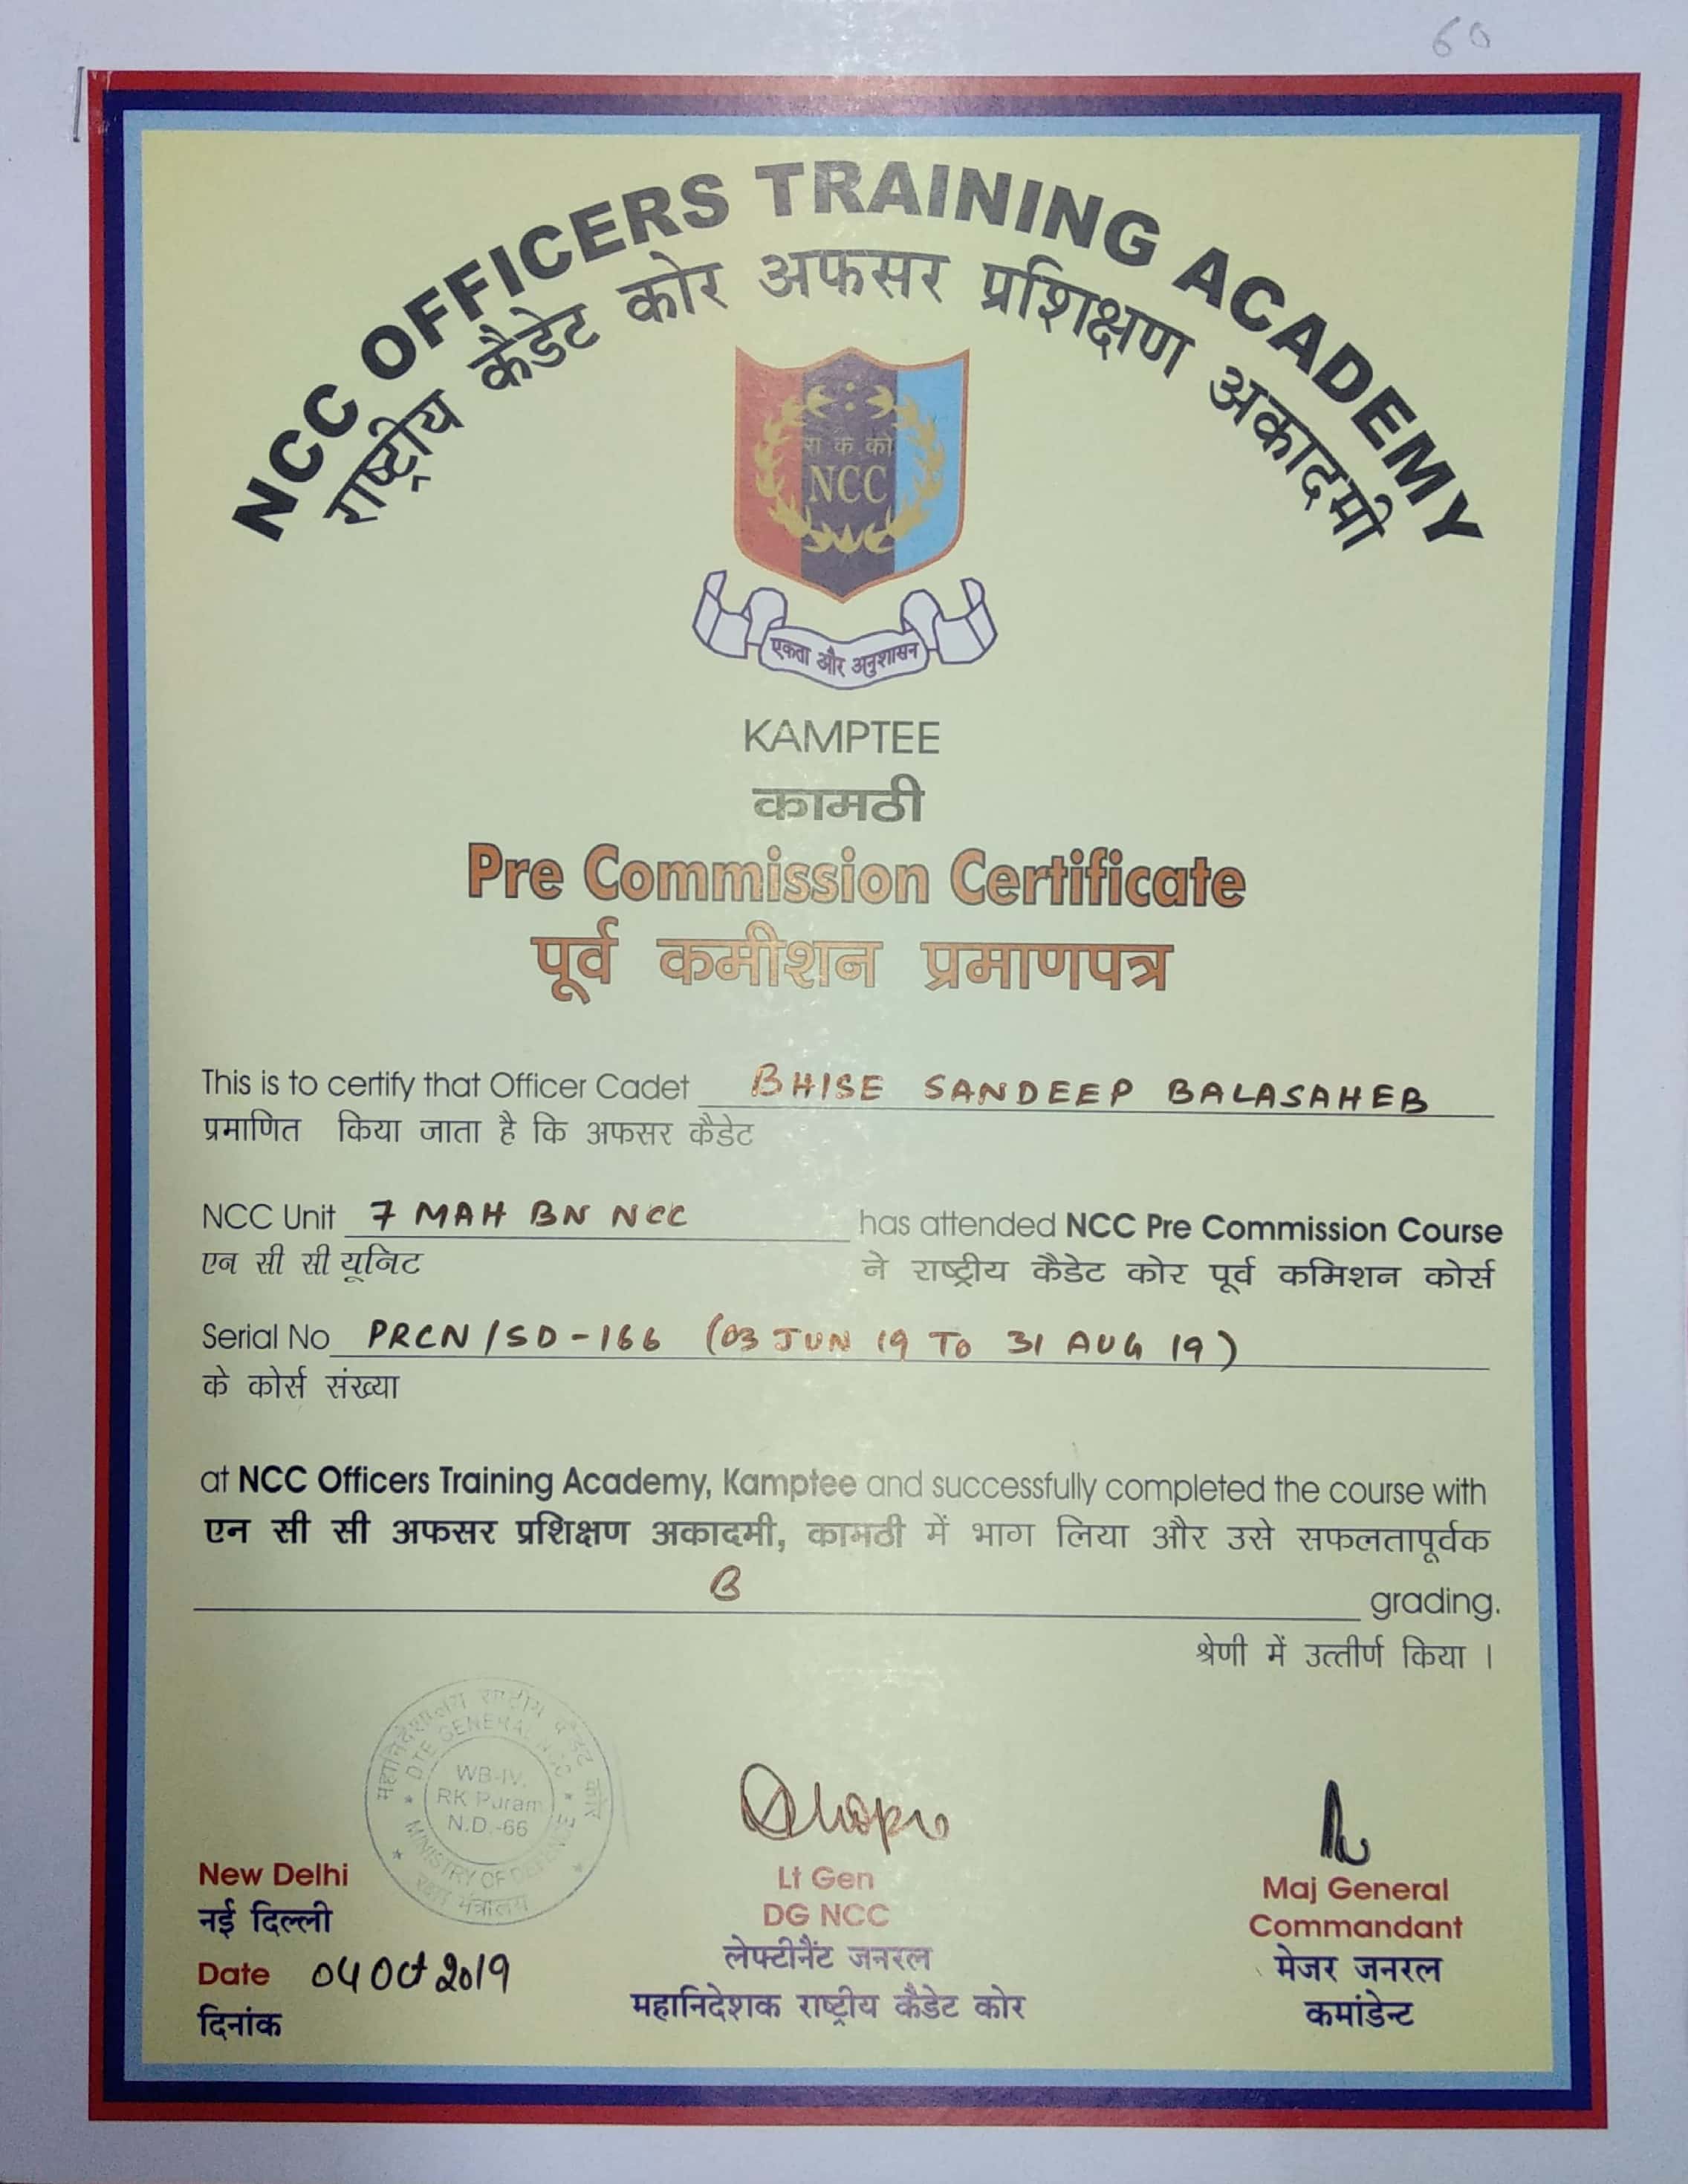 60
NCC OFFICERS TRAINING ACADEMY
राष्ट्रीय कैडेट कोर अफसर प्रशिक्षण अकादमी
रा कै को
NCC
एकता और अनुशासन
KAMPTEE
कामठी
Pre Commission Certificate
पूर्व कमीशन प्रमाणपत्र
This is to certify that Officer Cadet BHISE SANDEEP BALASAHEB
प्रमाणित किया जाता है कि अफसर कैडेट
NCC Unit 7 MAH BN NCC has attended NCC Pre Commission Course
एन सी सी यूनिट ने राष्ट्रीय कैडेट कोर पूर्व कमिशन कोर्स
Serial No PRCN/SD-166 (03 JUN 19 TO 31 AUG 19)
के कोर्स संख्या
at NCC Officers Training Academy, Kamptee and successfully completed the course with
एन सी सी अफसर प्रशिक्षण अकादमी, कामठी में भाग लिया और उसे सफलतापूर्वक
B grading.
श्रेणी में उत्तीर्ण किया ।
महानिदेशालय राष्ट्रीय कैडेट कोर
DTE GENERAL N.C.C
WB-IV,
RK Puram
N.D.-66
MINISTRY OF DEFENCE
रक्षा मंत्रालय
New Delhi
नई दिल्ली
Date 04 Oct 2019
दिनांक
Lt Gen
DG NCC
लेफ्टीनैंट जनरल
महानिदेशक राष्ट्रीय कैडेट कोर
Maj General
Commandant
मेजर जनरल
कमांडेन्ट